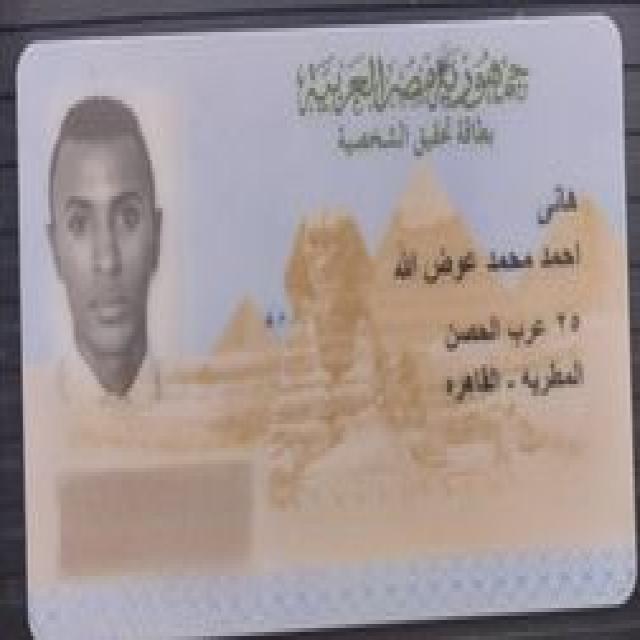 جمهورية مصر العربية
بطاقة تحقيق الشخصية
هانى
احمد محمد عوض الله
٢٥ عرب الحصن
المطريه - القاهره